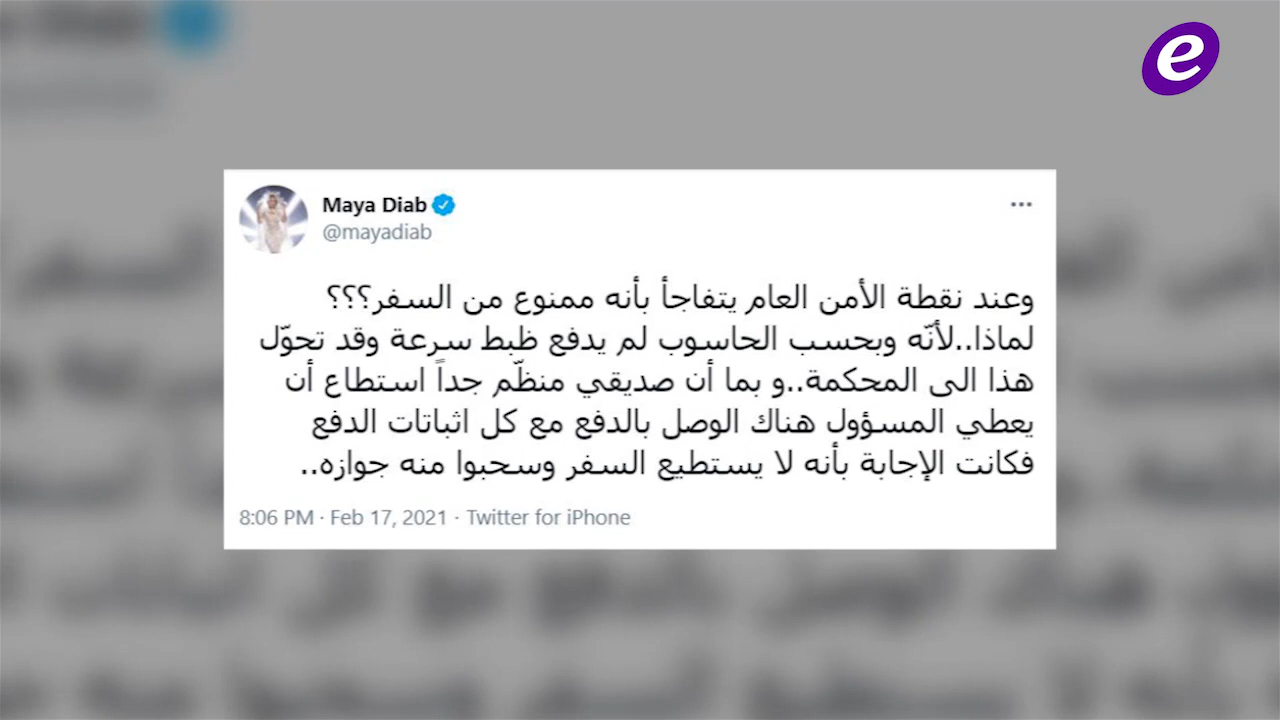 e
Maya Diab
@mayadiab
وعند نقطة الأمن العام يتفاجأ بأنه ممنوع من السفر؟؟؟
لماذا..لأنّه وبحسب الحاسوب لم يدفع ظبط سرعة وقد تحوّل
هذا الى المحكمة..و بما أن صديقي منظّم جداً استطاع أن
يعطي المسؤول هناك الوصل بالدفع مع كل اثباتات الدفع
فكانت الإجابة بأنه لا يستطيع السفر وسحبوا منه جوازه..
8:06 PM · Feb 17, 2021 · Twitter for iPhone